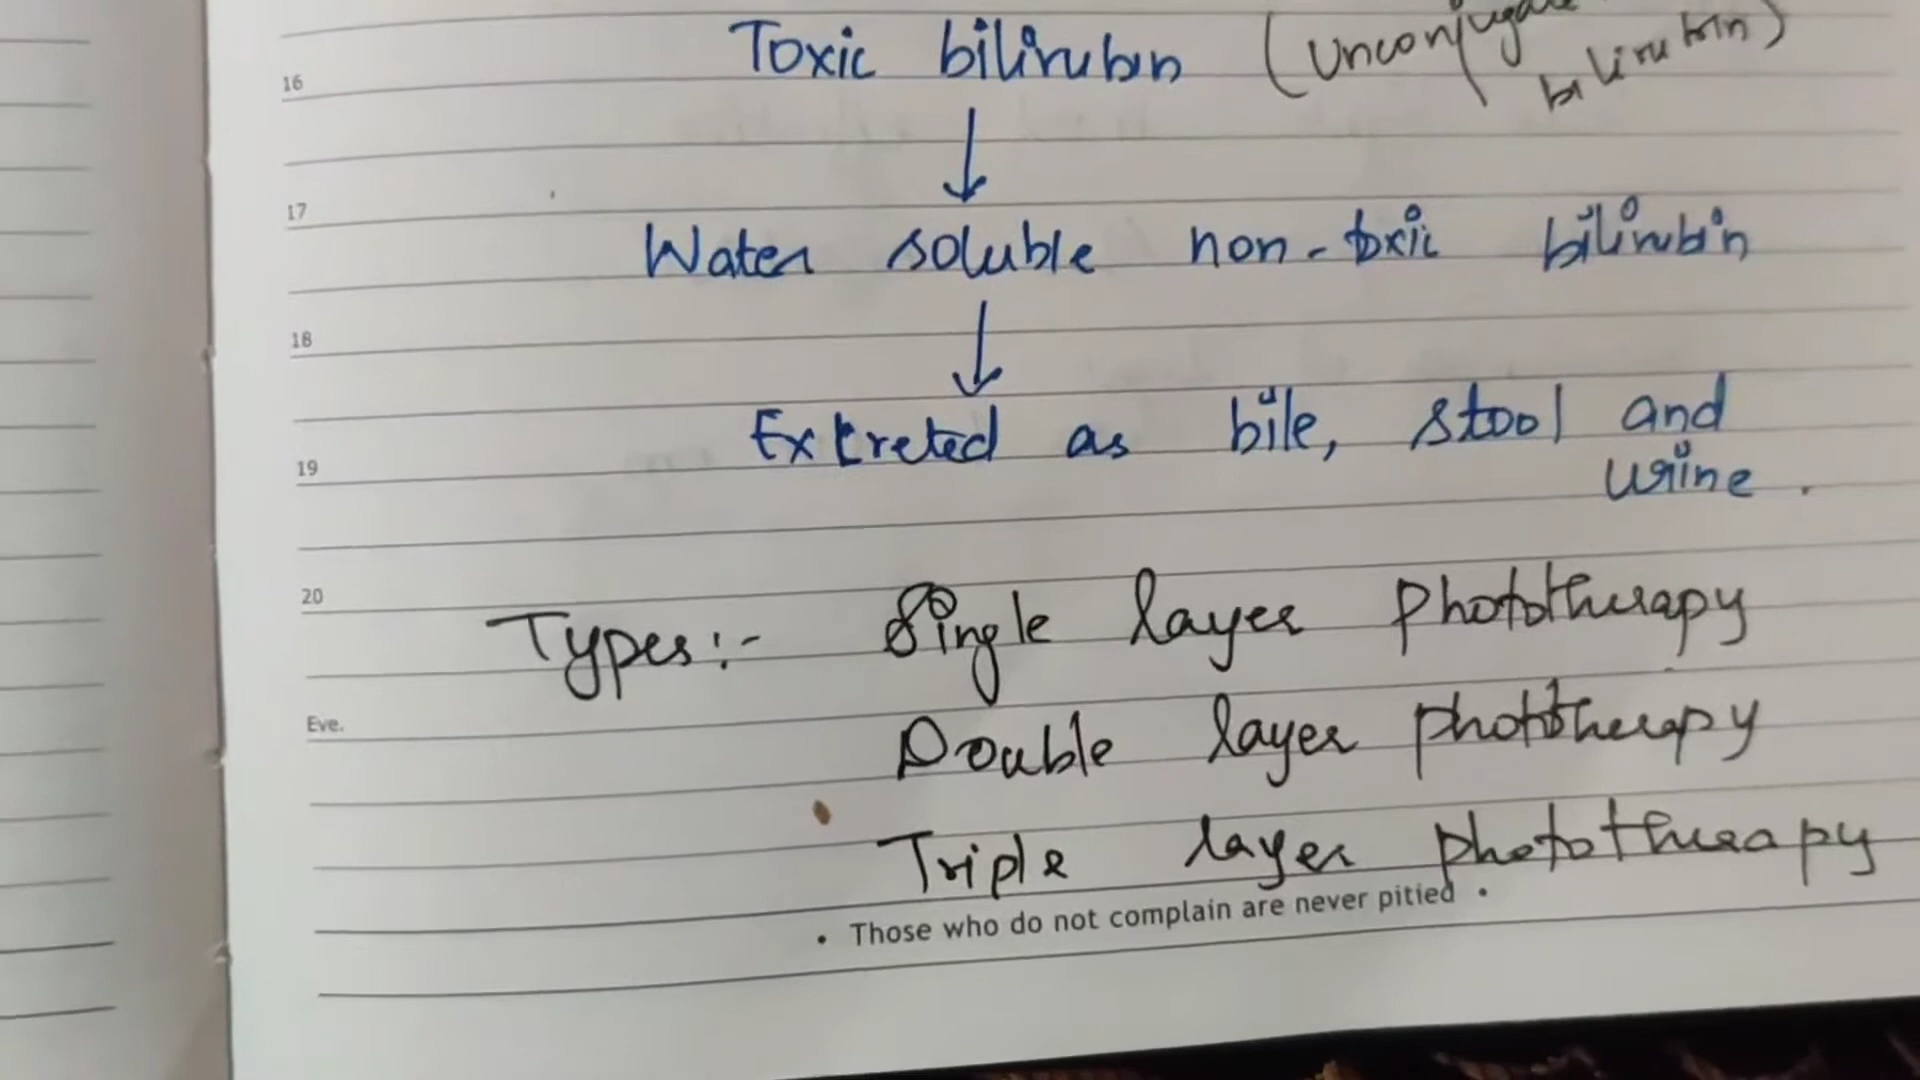 Toxic bilirubin (Unconjugate
bilirubin)
16
17
Water soluble non-toxic bilirubin
18
Excreted as bile, stool and
19
urine.
20
Types:- Single layer phototherapy
Eve.
Double layer phototherapy
Triple layer phototherapy
• Those who do not complain are never pitied •